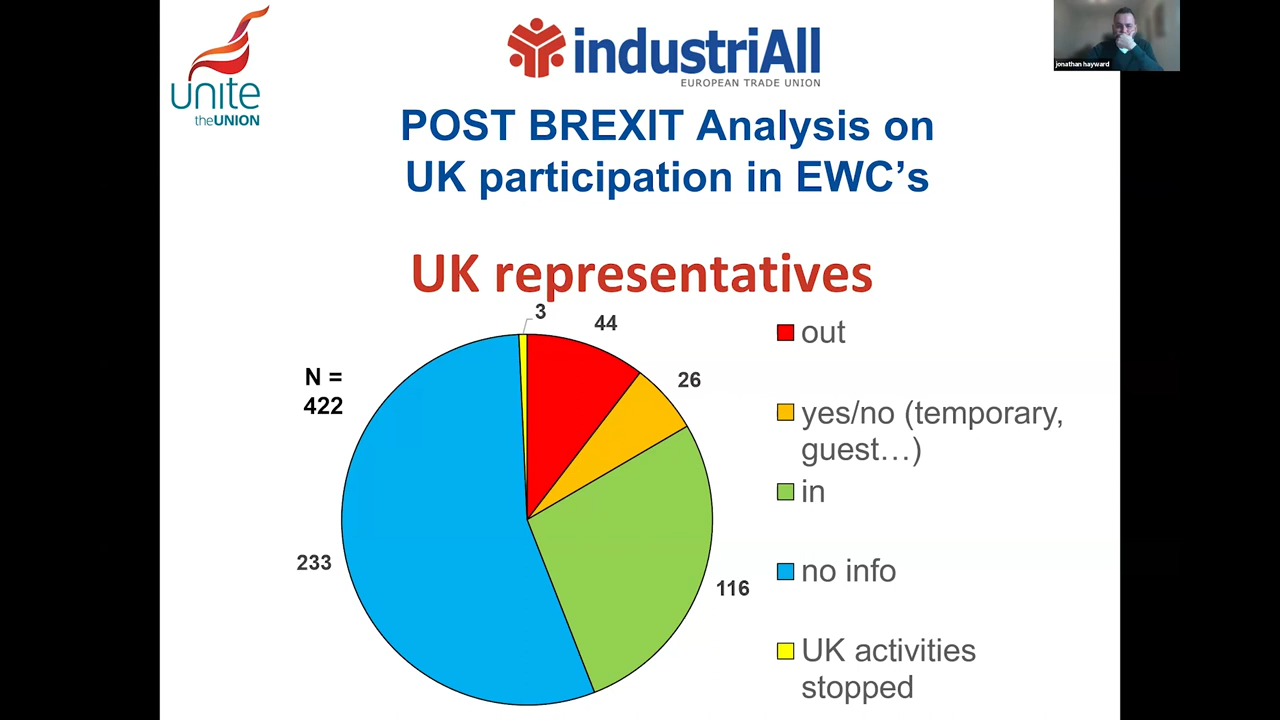 unite
theUNION
industriAll
EUROPEAN TRADE UNION
jonathan hayward
POST BREXIT Analysis on
UK participation in EWC’s
UK representatives
3
44
26
N =
422
233
116
out
yes/no (temporary,
guest…)
in
no info
UK activities
stopped